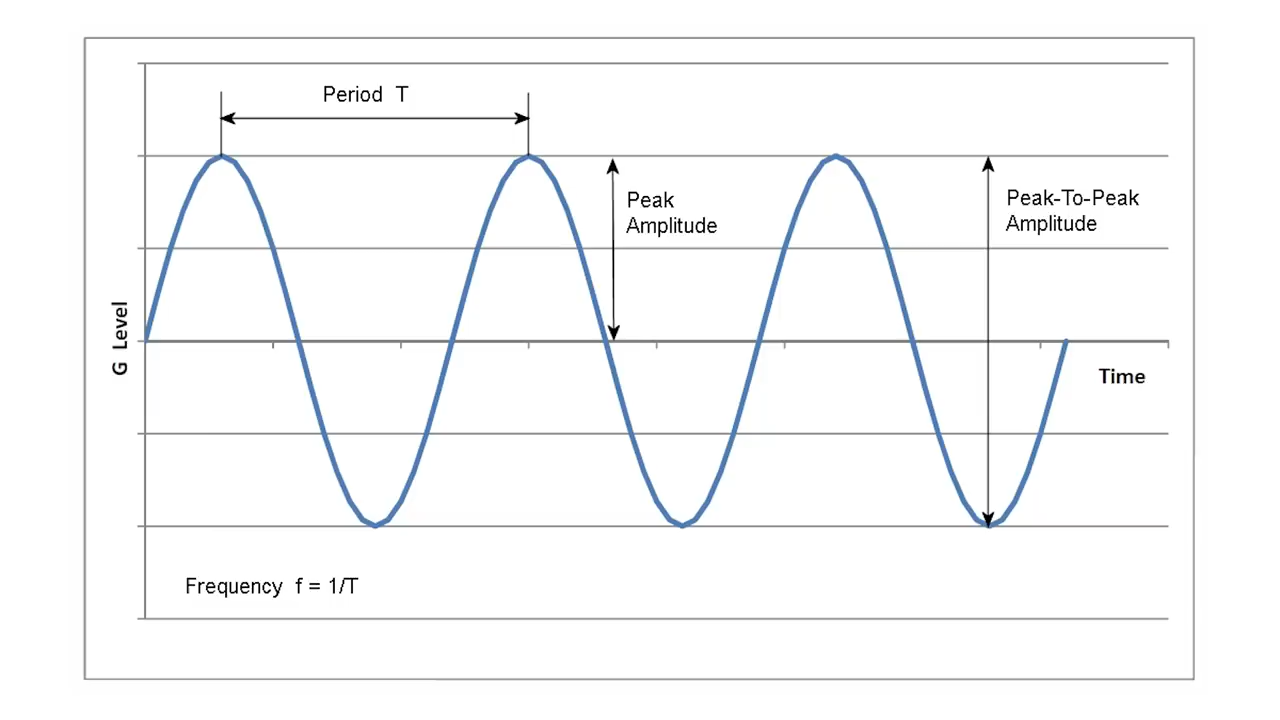 Period T
Peak
Amplitude
Peak-To-Peak
Amplitude
G Level
Time
Frequency f = 1/T